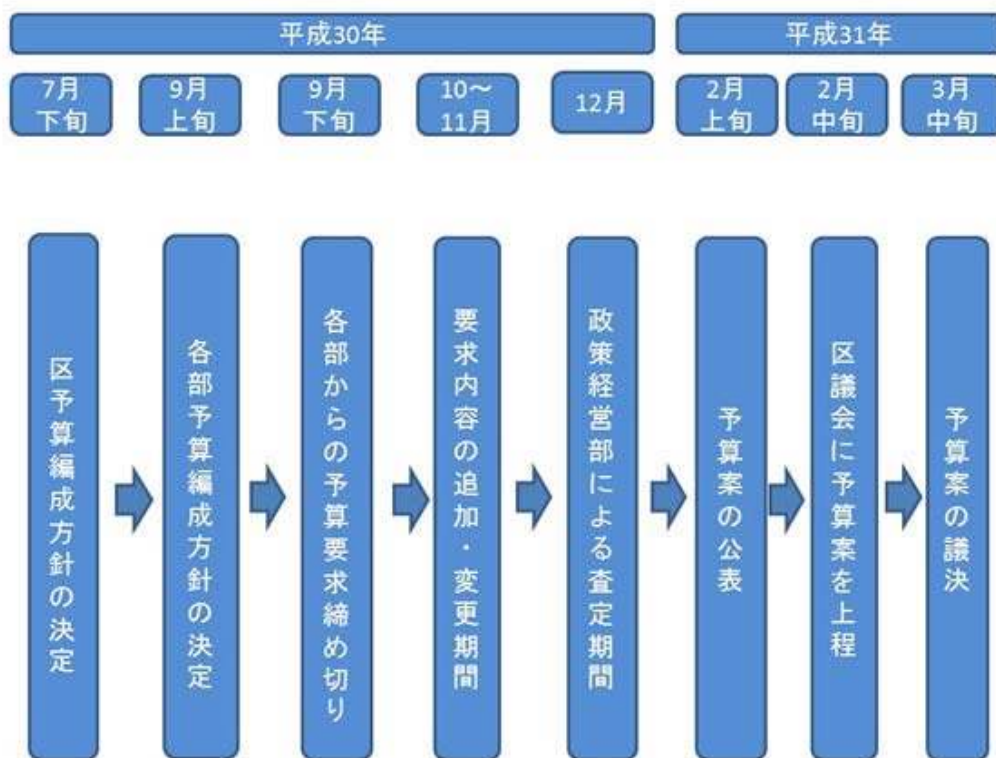 平成30年
平成31年
7月
下旬
9月
上旬
9月
下旬
10～
11月
12月
2月
上旬
2月
中旬
3月
中旬
区予算編成方針の決定
各部予算編成方針の決定
各部からの予算要求締め切り
要求内容の追加・変更期間
政策経営部による査定期間
予算案の公表
区議会に予算案を上程
予算案の議決